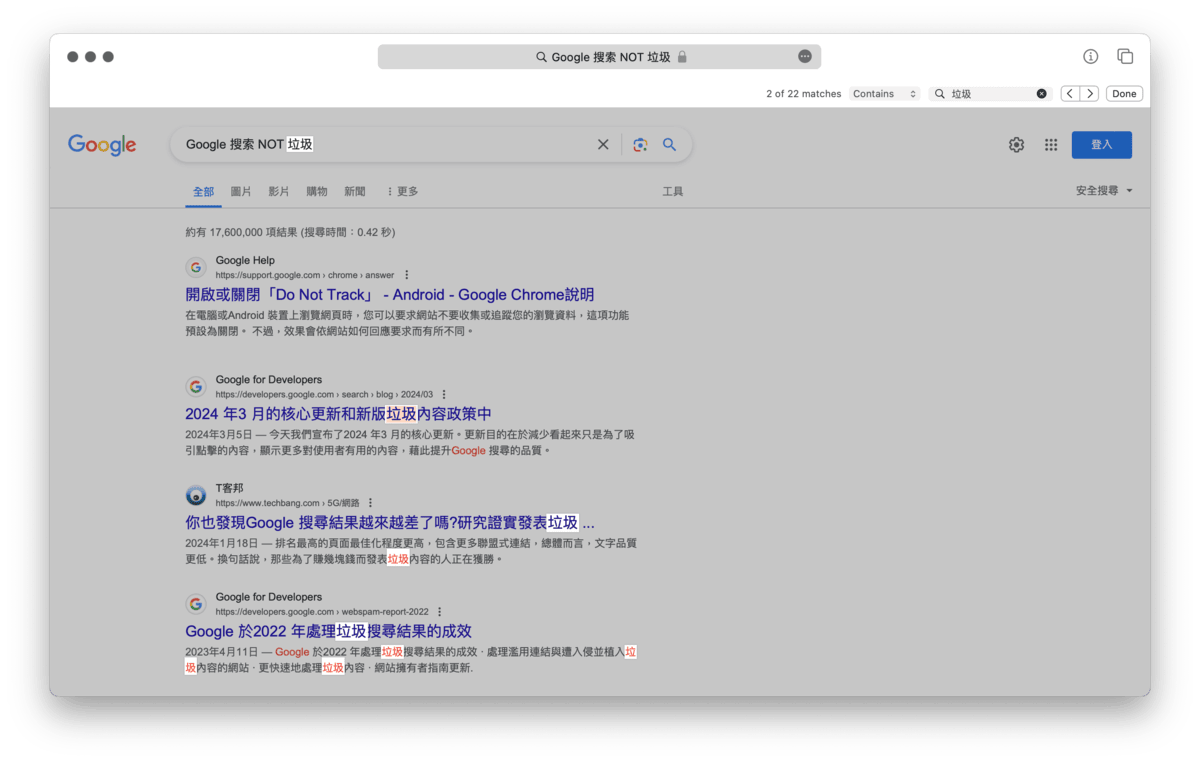 Google 搜索 NOT 垃圾
2 of 22 matches Contains 垃圾 Done
Google Google 搜索 NOT 垃圾 登入
全部 圖片 影片 購物 新聞 更多 工具 安全搜尋
約有 17,600,000 項結果 (搜尋時間：0.42 秒)
Google Help
https://support.google.com › chrome › answer
開啟或關閉「Do Not Track」 - Android - Google Chrome說明
在電腦或Android 裝置上瀏覽網頁時，您可以要求網站不要收集或追蹤您的瀏覽資料，這項功能
預設為關閉。 不過，效果會依網站如何回應要求而有所不同。
Google for Developers
https://developers.google.com › search › blog › 2024/03
2024 年3 月的核心更新和新版垃圾內容政策中
2024年3月5日 — 今天我們宣布了2024 年3 月的核心更新。更新目的在於減少看起來只是為了吸
引點擊的內容，顯示更多對使用者有用的內容，藉此提升Google 搜尋的品質。
T客邦
https://www.techbang.com › 5G/網路
你也發現Google 搜尋結果越來越差了嗎?研究證實發表垃圾 ...
2024年1月18日 — 排名最高的頁面最佳化程度更高，包含更多聯盟式連結，總體而言，文字品質
更低。換句話說，那些為了賺幾塊錢而發表垃圾內容的人正在獲勝。
Google for Developers
https://developers.google.com › webspam-report-2022
Google 於2022 年處理垃圾搜尋結果的成效
2023年4月11日 — Google 於2022 年處理垃圾搜尋結果的成效 · 處理濫用連結與遭入侵並植入垃
圾內容的網站 · 更快速地處理垃圾內容 · 網站擁有者指南更新.